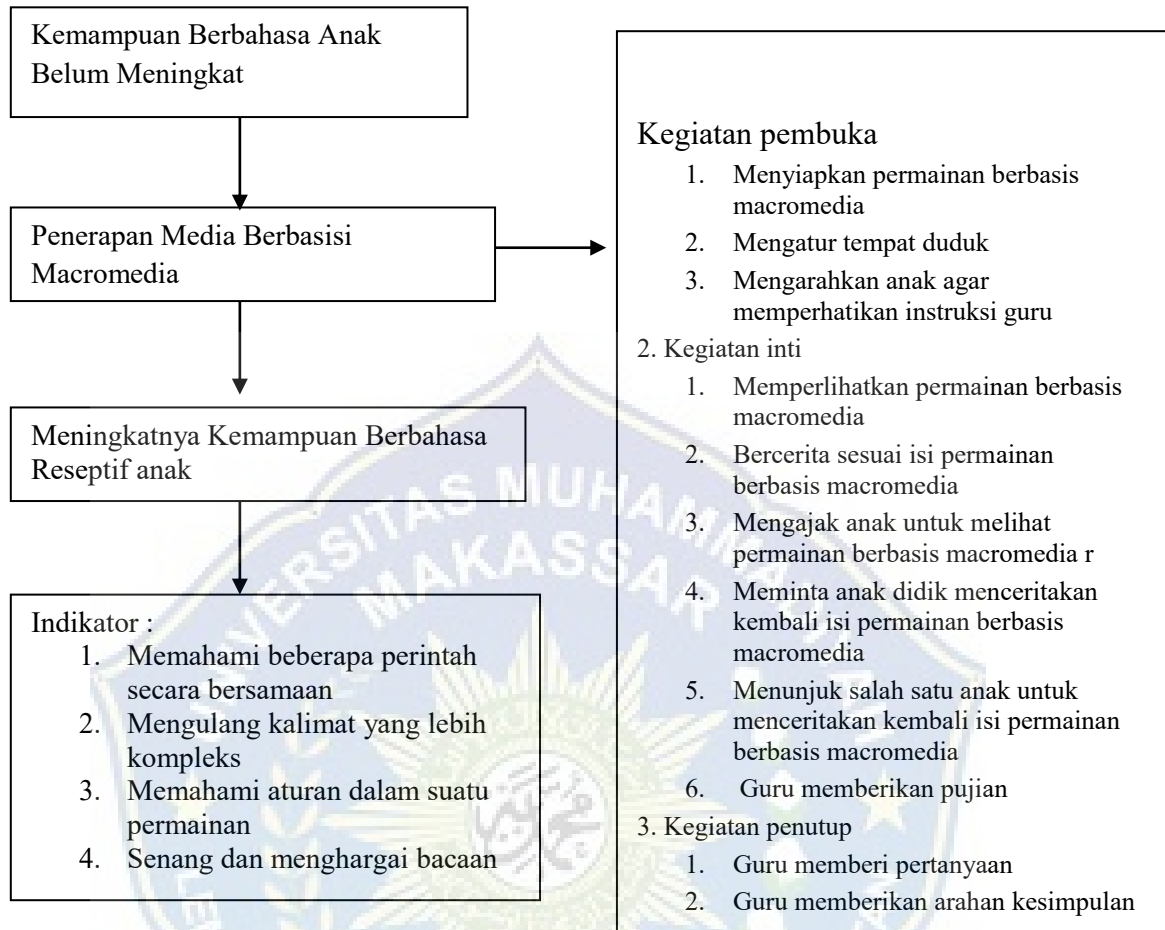 Kemampuan Berbahasa Anak
Belum Meningkat
Penerapan Media Berbasisi
Macromedia
Meningkatnya Kemampuan Berbahasa
Reseptif anak
Indikator :
1. Memahami beberapa perintah
secara bersamaan
2. Mengulang kalimat yang lebih
kompleks
3. Memahami aturan dalam suatu
permainan
4. Senang dan menghargai bacaan
Kegiatan pembuka
1. Menyiapkan permainan berbasis
macromedia
2. Mengatur tempat duduk
3. Mengarahkan anak agar
memperhatikan instruksi guru
2. Kegiatan inti
1. Memperlihatkan permainan berbasis
macromedia
2. Bercerita sesuai isi permainan
berbasis macromedia
3. Mengajak anak untuk melihat
permainan berbasis macromedia r
4. Meminta anak didik menceritakan
kembali isi permainan berbasis
macromedia
5. Menunjuk salah satu anak untuk
menceritakan kembali isi permainan
berbasis macromedia
6. Guru memberikan pujian
3. Kegiatan penutup
1. Guru memberi pertanyaan
2. Guru memberikan arahan kesimpulan
UNIVERSITAS MUHAMMADIYAH
MAKASSAR